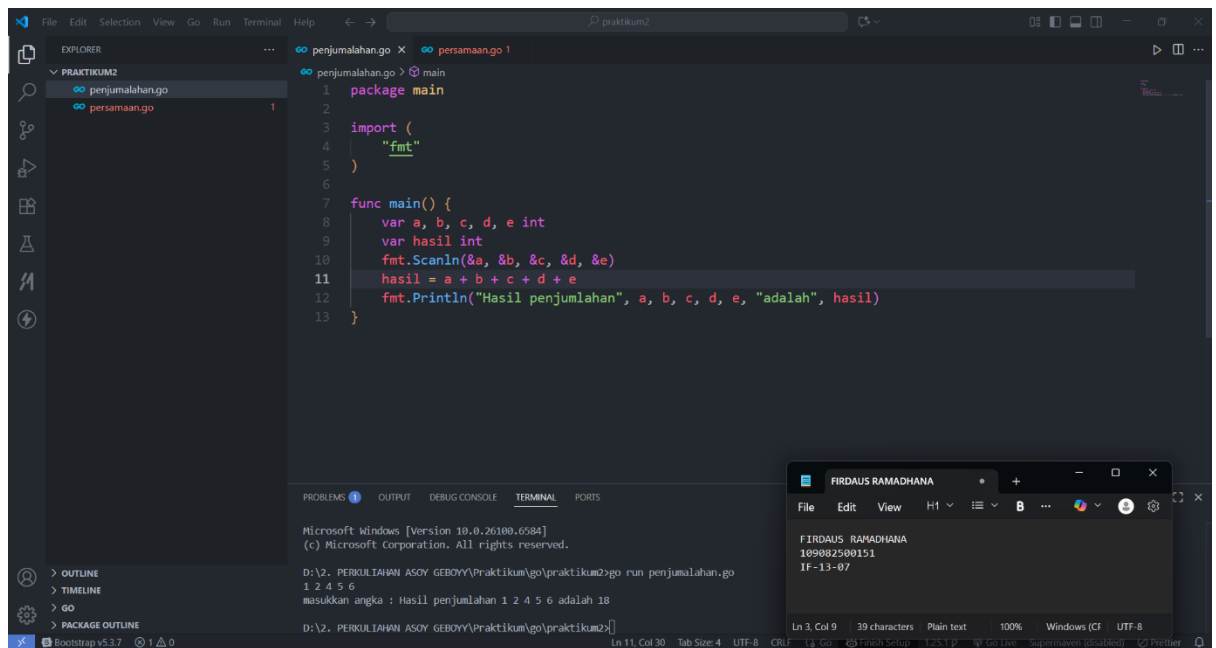 File Edit Selection View Go Run Terminal Help
praktikum2
EXPLORER
PRAKTIKUM2
penjumalahan.go
persamaan.go 1
OUTLINE
TIMELINE
GO
PACKAGE OUTLINE
penjumalahan.go persamaan.go 1
penjumalahan.go > main
1 package main
2
3 import (
4 "fmt"
5 )
6
7 func main() {
8 var a, b, c, d, e int
9 var hasil int
10 fmt.Scanln(&a, &b, &c, &d, &e)
11 hasil = a + b + c + d + e
12 fmt.Println("Hasil penjumlahan", a, b, c, d, e, "adalah", hasil)
13 }
PROBLEMS 1 OUTPUT DEBUG CONSOLE TERMINAL PORTS
Microsoft Windows [Version 10.0.26100.6584]
(c) Microsoft Corporation. All rights reserved.
D:\2. PERKULIAHAN ASOY GEBOYY\Praktikum\go\praktikum2>go run penjumalahan.go
1 2 4 5 6
masukkan angka : Hasil penjumlahan 1 2 4 5 6 adalah 18
D:\2. PERKULIAHAN ASOY GEBOYY\Praktikum\go\praktikum2>
FIRDAUS RAMADHANA
File Edit View H1 B
FIRDAUS RAMADHANA
109082500151
IF-13-07
Ln 3, Col 9 39 characters Plain text 100% Windows (CF UTF-8
Bootstrap v5.3.7 1 0 Ln 11, Col 30 Tab Size: 4 UTF-8 CRLF Go Finish Setup 1.25.1 Go Live Supermaven (disabled) Prettier